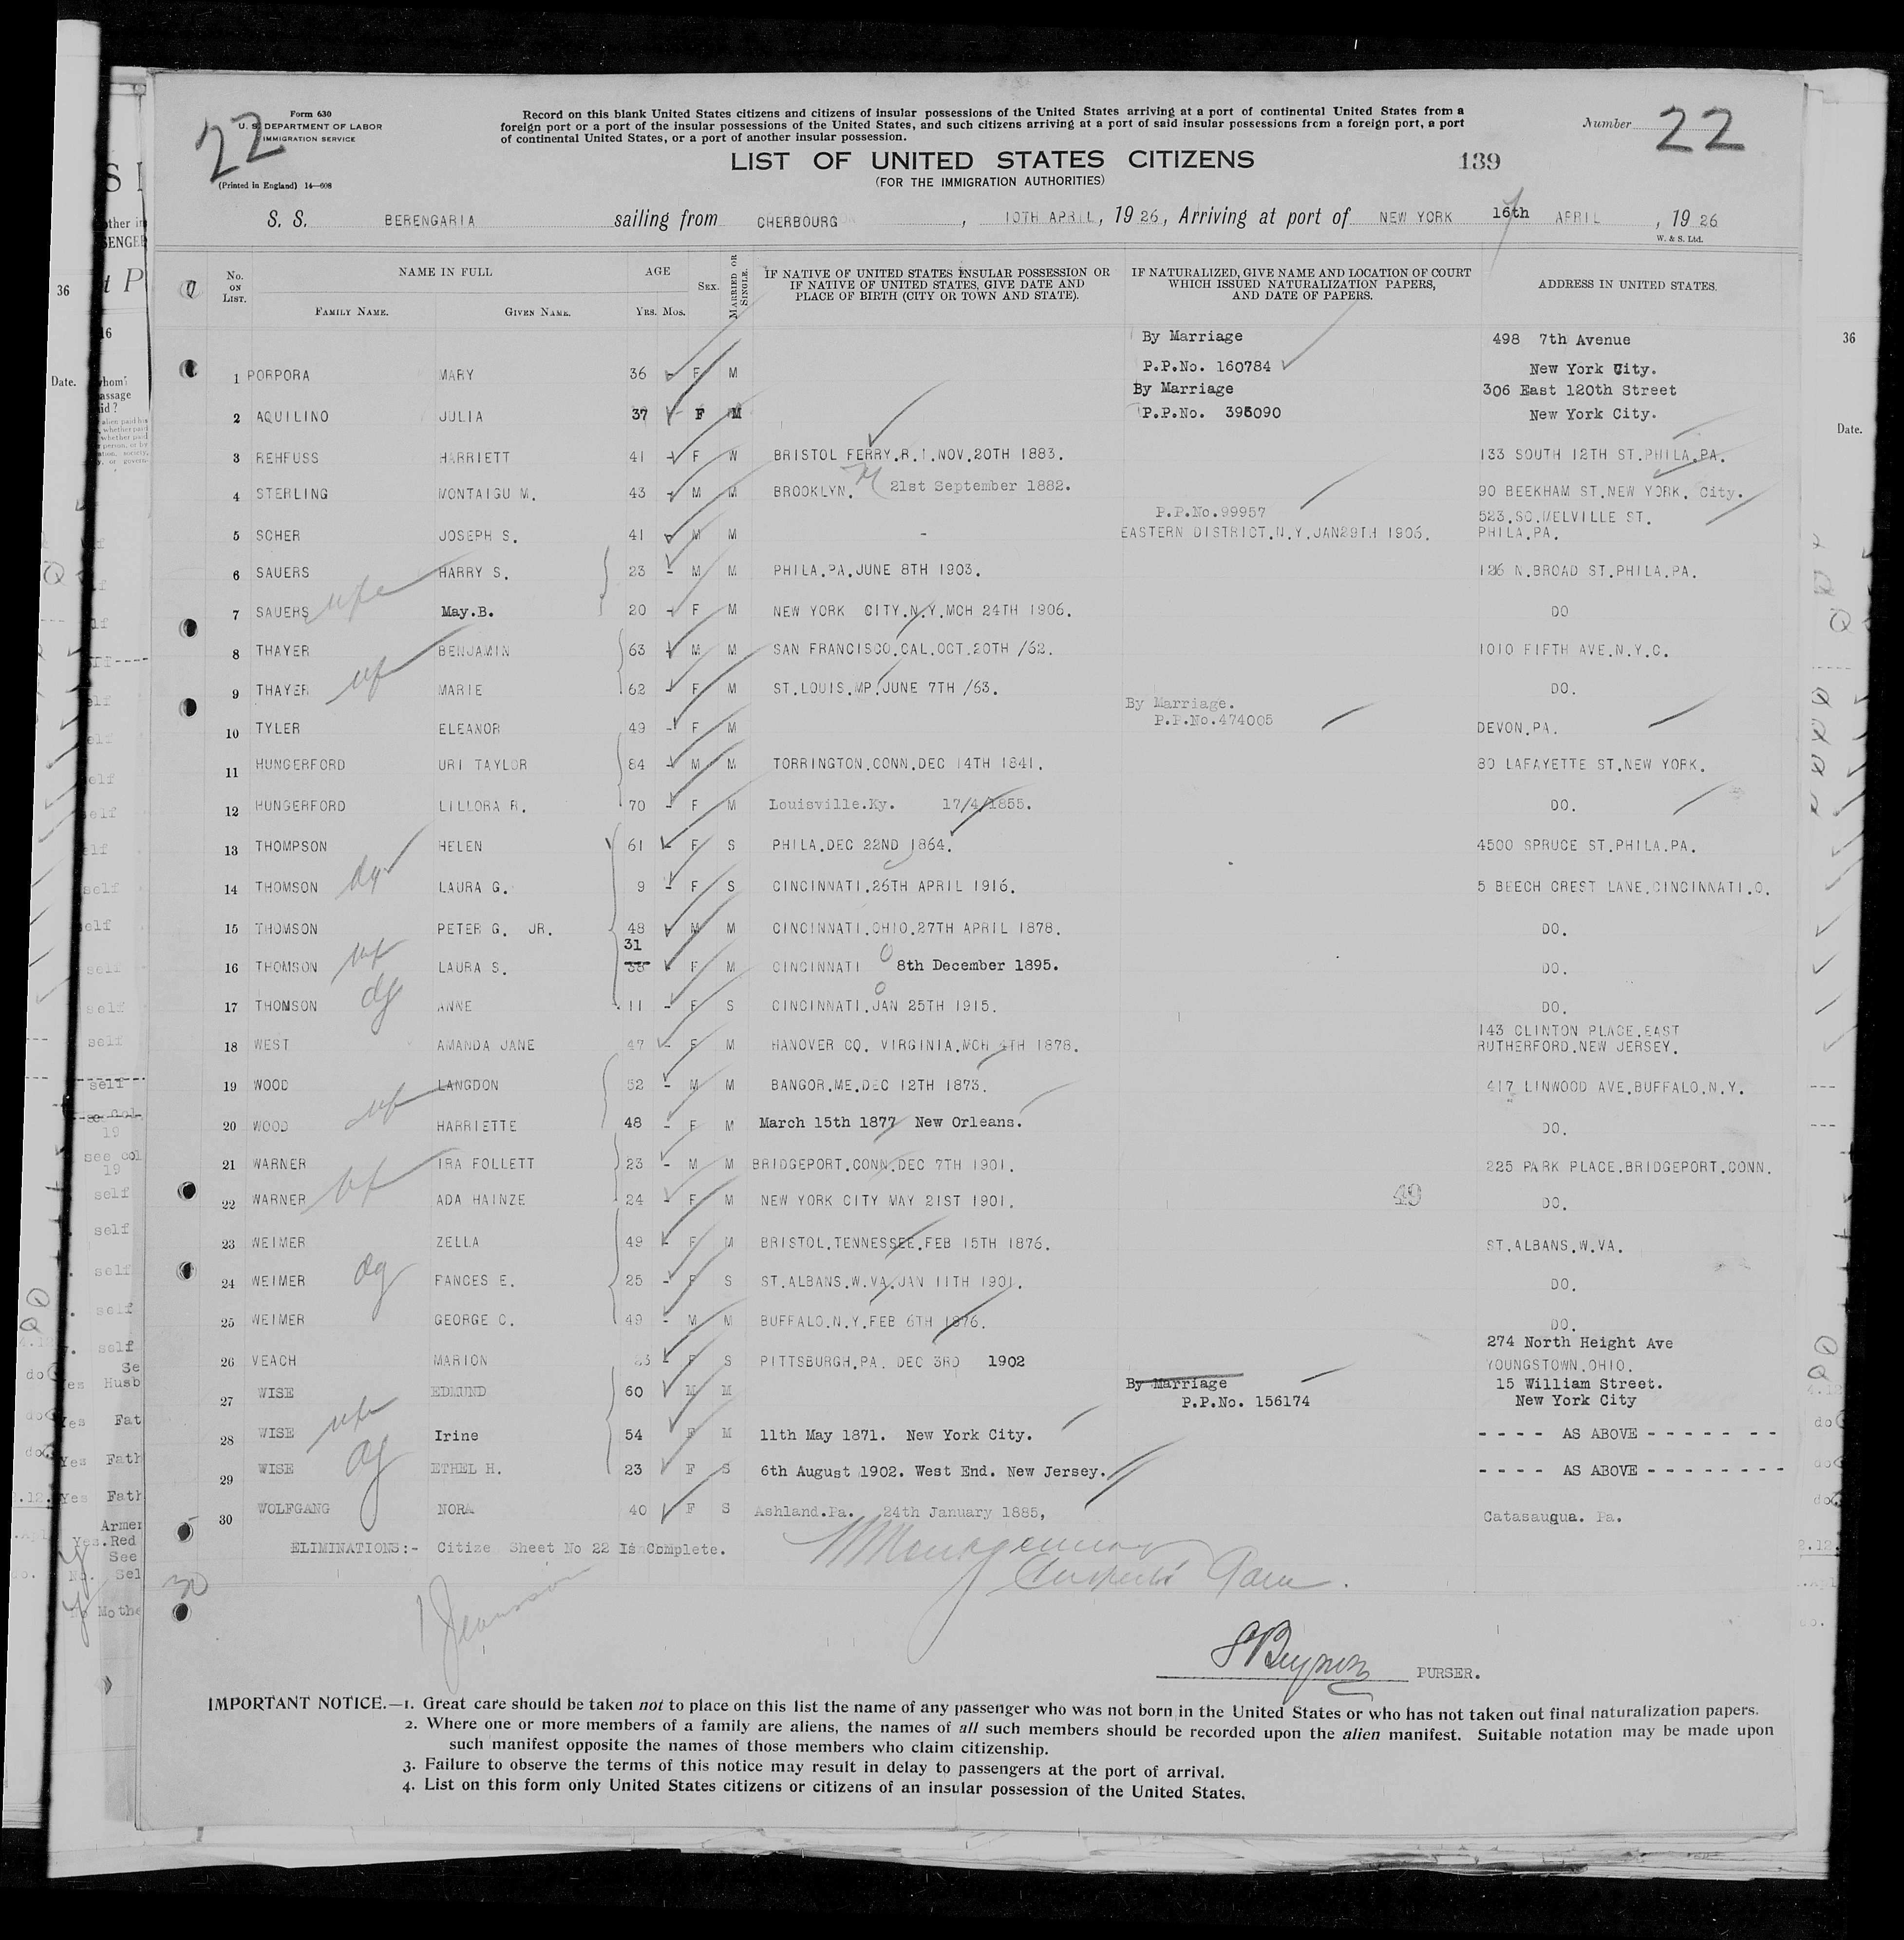 22
Form 630
U. S. DEPARTMENT OF LABOR
IMMIGRATION SERVICE
(Printed in England) 14—608
Record on this blank United States citizens and citizens of insular possessions of the United States arriving at a port of continental United States from a
foreign port or a port of the insular possessions of the United States, and such citizens arriving at a port of said insular possessions from a foreign port, a port
of continental United States, or a port of another insular possession.
Number 22
LIST OF UNITED STATES CITIZENS
139
(FOR THE IMMIGRATION AUTHORITIES)
S. S. BERENGARIA sailing from CHERBOURG, 10TH APRIL, 1926, Arriving at port of NEW YORK 16th APRIL, 1926
W. & S. Ltd.
No. ON LIST. NAME IN FULL FAMILY NAME. GIVEN NAME. AGE YRS. MOS. SEX. MARRIED OR SINGLE. IF NATIVE OF UNITED STATES INSULAR POSSESSION OR IF NATIVE OF UNITED STATES, GIVE DATE AND PLACE OF BIRTH (CITY OR TOWN AND STATE). IF NATURALIZED, GIVE NAME AND LOCATION OF COURT WHICH ISSUED NATURALIZATION PAPERS, AND DATE OF PAPERS. ADDRESS IN UNITED STATES.
By Marriage 498 7th Avenue
1 PORPORA MARY 36 F M P.P.No. 160784 New York City.
By Marriage 306 East 120th Street
2 AQUILINO JULIA 37 F M P.P.No. 395090 New York City.
3 REHFUSS HARRIETT 41 F W BRISTOL FERRY.R.I.NOV.20TH 1883. 133 SOUTH 12TH ST.PHILA.PA.
4 STERLING MONTAIGU M. 43 M M BROOKLYN. 21st September 1882. 90 BEEKHAM ST.NEW YORK. City.
P.P.No.99957 523.SO.MELVILLE ST.
5 SCHER JOSEPH S. 41 M M - EASTERN DISTRICT.N.Y.JAN29TH 1906. PHILA.PA.
6 SAUERS HARRY S. 23 M M PHILA.PA.JUNE 8TH 1903. 136 N.BROAD ST.PHILA.PA.
7 SAUERS May.B. 20 F M NEW YORK CITY.N.Y.MCH 24TH 1906. DO
8 THAYER BENJAMIN 63 M M SAN FRANCISCO.CAL.OCT.20TH /62. 1010 FIFTH AVE.N.Y.C.
9 THAYER MARIE 62 F M ST.LOUIS.MP.JUNE 7TH /63. DO.
By Marriage.
P.P.No.474005
10 TYLER ELEANOR 49 F M DEVON.PA.
11 HUNGERFORD URI TAYLOR 84 M M TORRINGTON.CONN.DEC 14TH 1841. 80 LAFAYETTE ST.NEW YORK.
12 HUNGERFORD LILLORA R. 70 F M Louisville.Ky. 17/4/1855. DO.
13 THOMPSON HELEN 61 F S PHILA.DEC 22ND 1864. 4500 SPRUCE ST.PHILA.PA.
14 THOMSON LAURA G. 9 F S CINCINNATI.26TH APRIL 1916. 5 BEECH CREST LANE.CINCINNATI.O.
15 THOMSON PETER G. JR. 48 M M CINCINNATI.OHIO.27TH APRIL 1878. DO.
31
16 THOMSON LAURA S. 38 F M CINCINNATI O 8th December 1895. DO.
17 THOMSON ANNE 11 F S CINCINNATI.JAN 25TH 1915. DO.
143 CLINTON PLACE.EAST
18 WEST AMANDA JANE 47 F M HANOVER CO. VIRGINIA.MCH 4TH 1878. RUTHERFORD.NEW JERSEY.
19 WOOD LANGDON 52 M M BANGOR.ME.DEC 12TH 1873. 417 LINWOOD AVE.BUFFALO.N.Y.
20 WOOD HARRIETTE 48 F M March 15th 1877 New Orleans. DO.
21 WARNER IRA FOLLETT 23 M M BRIDGEPORT.CONN.DEC 7TH 1901. 225 PARK PLACE.BRIDGEPORT.CONN.
22 WARNER ADA HAINZE 24 F M NEW YORK CITY MAY 21ST 1901. 49 DO.
23 WEIMER ZELLA 49 F M BRISTOL.TENNESSEE.FEB 15TH 1876. ST.ALBANS.W.VA.
24 WEIMER FANCES E. 25 F S ST.ALBANS.W.VA.JAN 11TH 1901. DO.
25 WEIMER GEORGE C. 49 M M BUFFALO.N.Y.FEB 6TH 1876. DO.
274 North Height Ave
26 VEACH MARION 23 F S PITTSBURGH.PA. DEC 3RD 1902 YOUNGSTOWN.OHIO.
By Marriage 15 William Street.
27 WISE EDMUND 60 M M P.P.No. 156174 New York City
28 WISE Irine 54 F M 11th May 1871. New York City. - - - - AS ABOVE - - - - - - -
29 WISE ETHEL H. 23 F S 6th August 1902. West End. New Jersey. - - - - AS ABOVE - - - - - - - -
30 WOLFGANG NORA 40 F S Ashland.Pa. 24th January 1885, Catasauqua. Pa.
ELIMINATIONS:- Citize Sheet No 22 Is Complete.
30
PURSER.
IMPORTANT NOTICE.—1. Great care should be taken not to place on this list the name of any passenger who was not born in the United States or who has not taken out final naturalization papers.
2. Where one or more members of a family are aliens, the names of all such members should be recorded upon the alien manifest. Suitable notation may be made upon
such manifest opposite the names of those members who claim citizenship.
3. Failure to observe the terms of this notice may result in delay to passengers at the port of arrival.
4. List on this form only United States citizens or citizens of an insular possession of the United States.